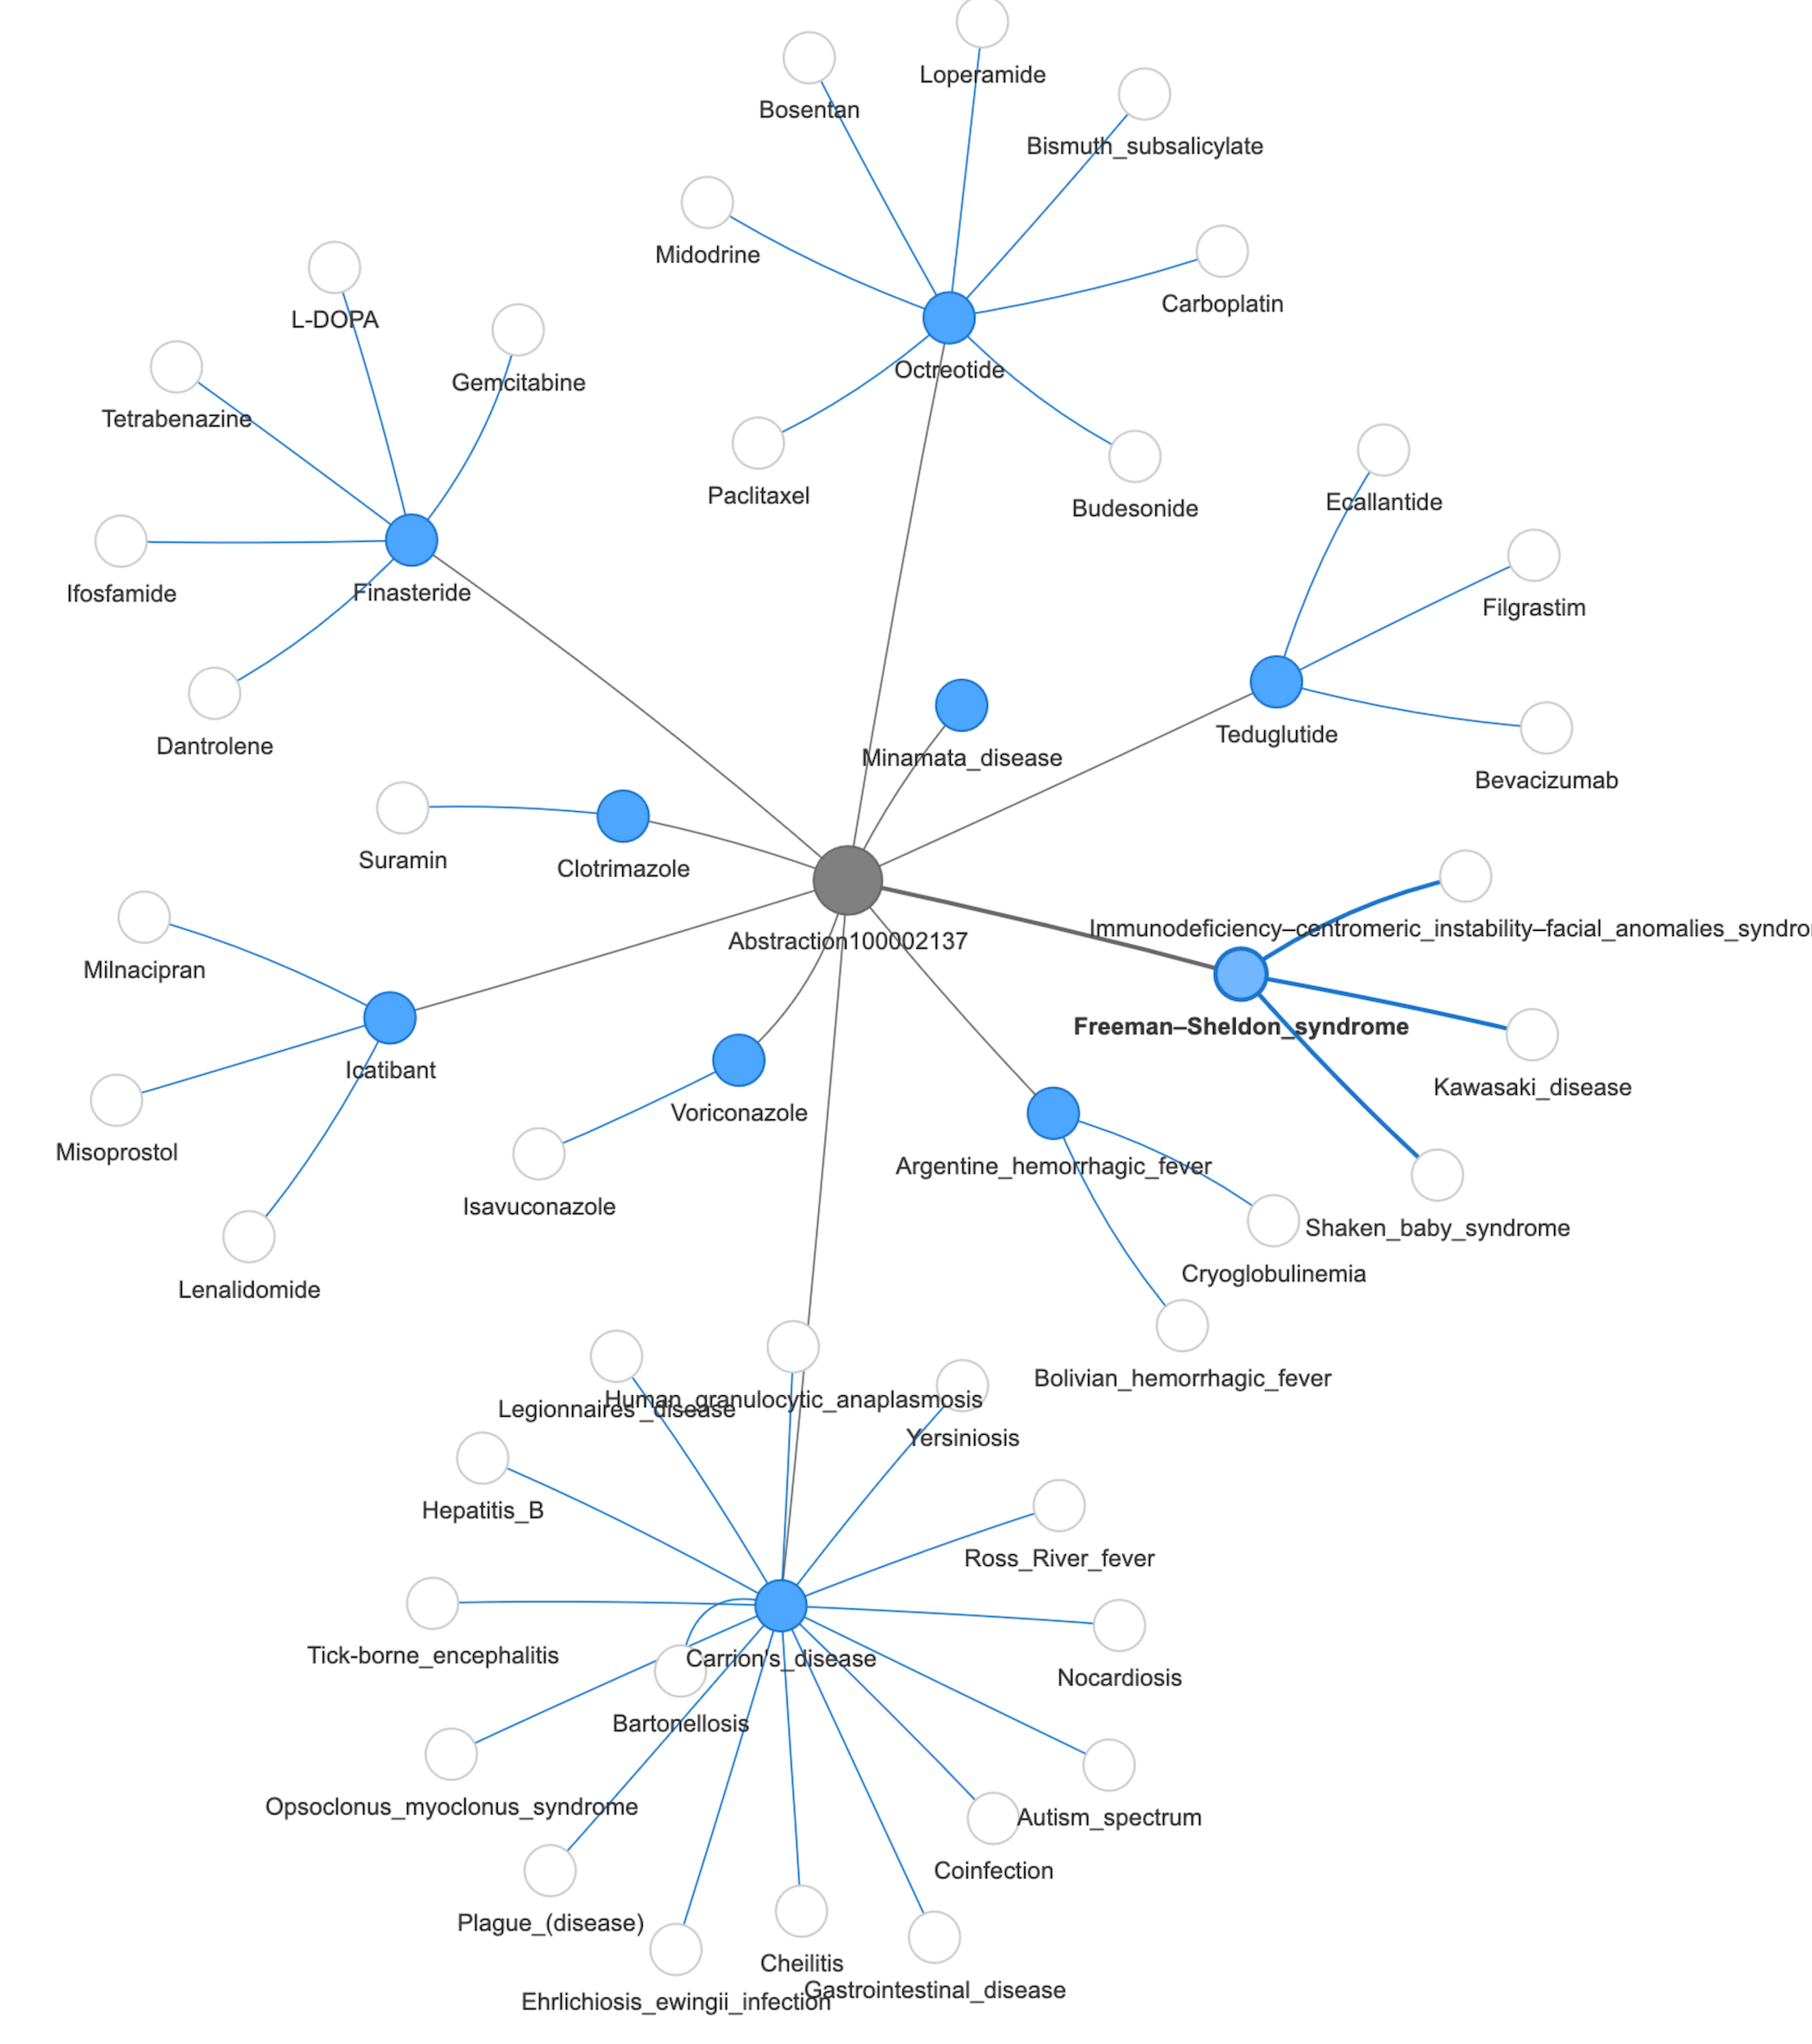 Loperamide
Bosentan
Bismuth_subsalicylate
Midodrine
Carboplatin
L-DOPA
Octreotide
Gemcitabine
Tetrabenazine
Paclitaxel
Ecallantide
Budesonide
Ifosfamide
Finasteride
Filgrastim
Teduglutide
Dantrolene
Minamata_disease
Bevacizumab
Suramin
Clotrimazole
Immunodeficiency–centromeric_instability–facial_anomalies_syndro
Abstraction100002137
Milnacipran
Freeman–Sheldon_syndrome
Icatibant
Kawasaki_disease
Voriconazole
Misoprostol
Argentine_hemorrhagic_fever
Isavuconazole
Shaken_baby_syndrome
Cryoglobulinemia
Lenalidomide
Bolivian_hemorrhagic_fever
Human_granulocytic_anaplasmosis
Legionnaires'_disease
Yersiniosis
Hepatitis_B
Ross_River_fever
Tick-borne_encephalitis
Carrion's_disease
Nocardiosis
Bartonellosis
Opsoclonus_myoclonus_syndrome
Autism_spectrum
Coinfection
Plague_(disease)
Cheilitis
Gastrointestinal_disease
Ehrlichiosis_ewingii_infection